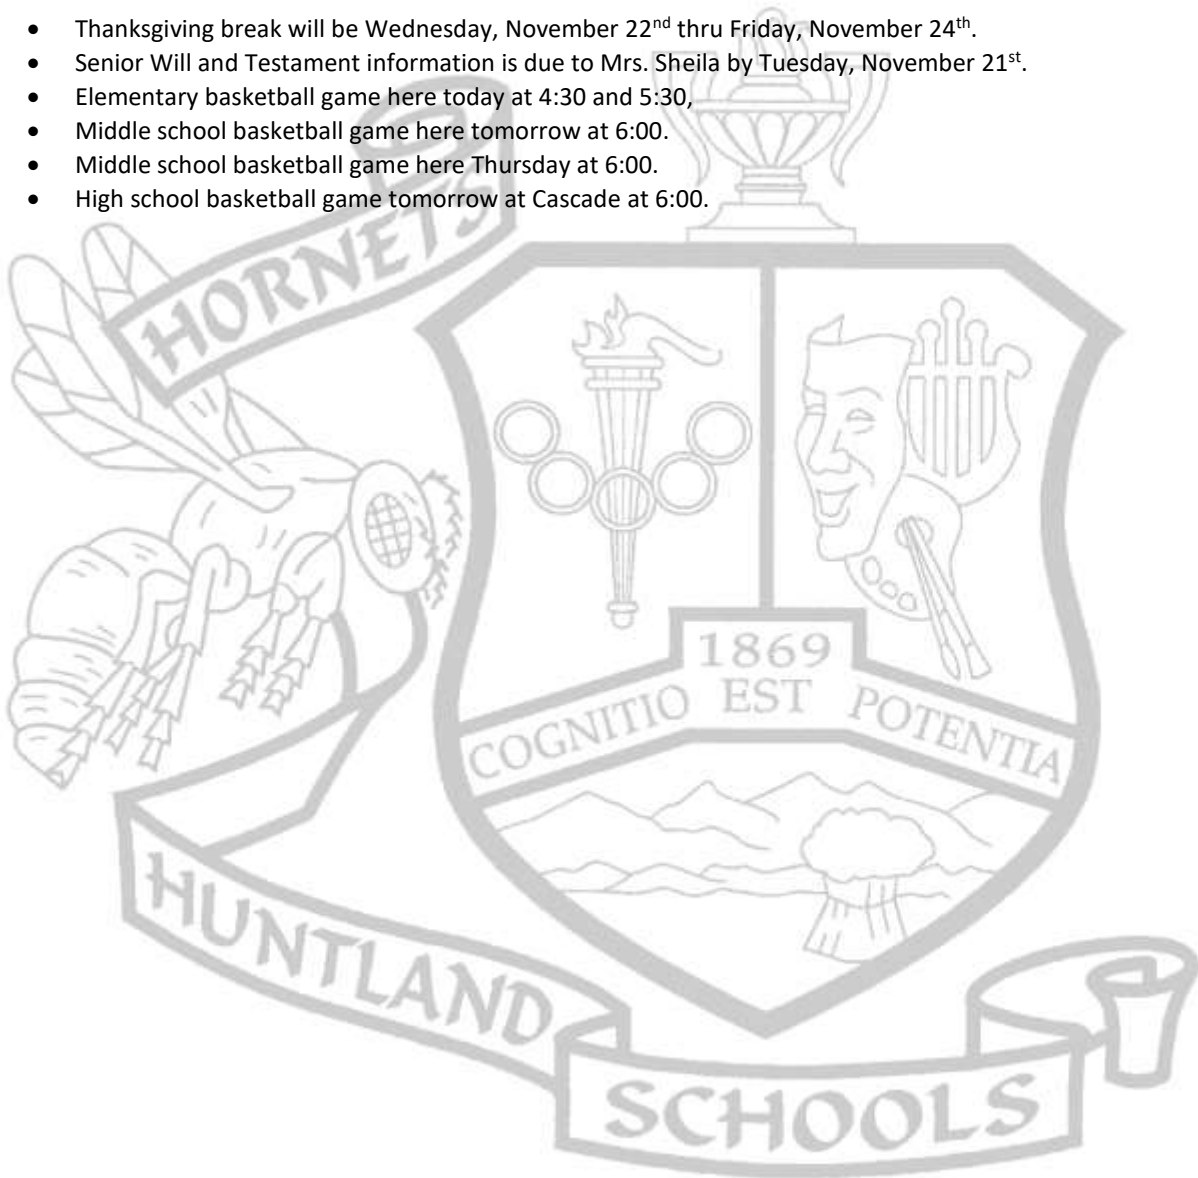 • Thanksgiving break will be Wednesday, November 22nd thru Friday, November 24th.
• Senior Will and Testament information is due to Mrs. Sheila by Tuesday, November 21st.
• Elementary basketball game here today at 4:30 and 5:30,
• Middle school basketball game here tomorrow at 6:00.
• Middle school basketball game here Thursday at 6:00.
• High school basketball game tomorrow at Cascade at 6:00.
HORNETS
1869
COGNITIO EST POTENTIA
HUNTLAND
SCHOOLS